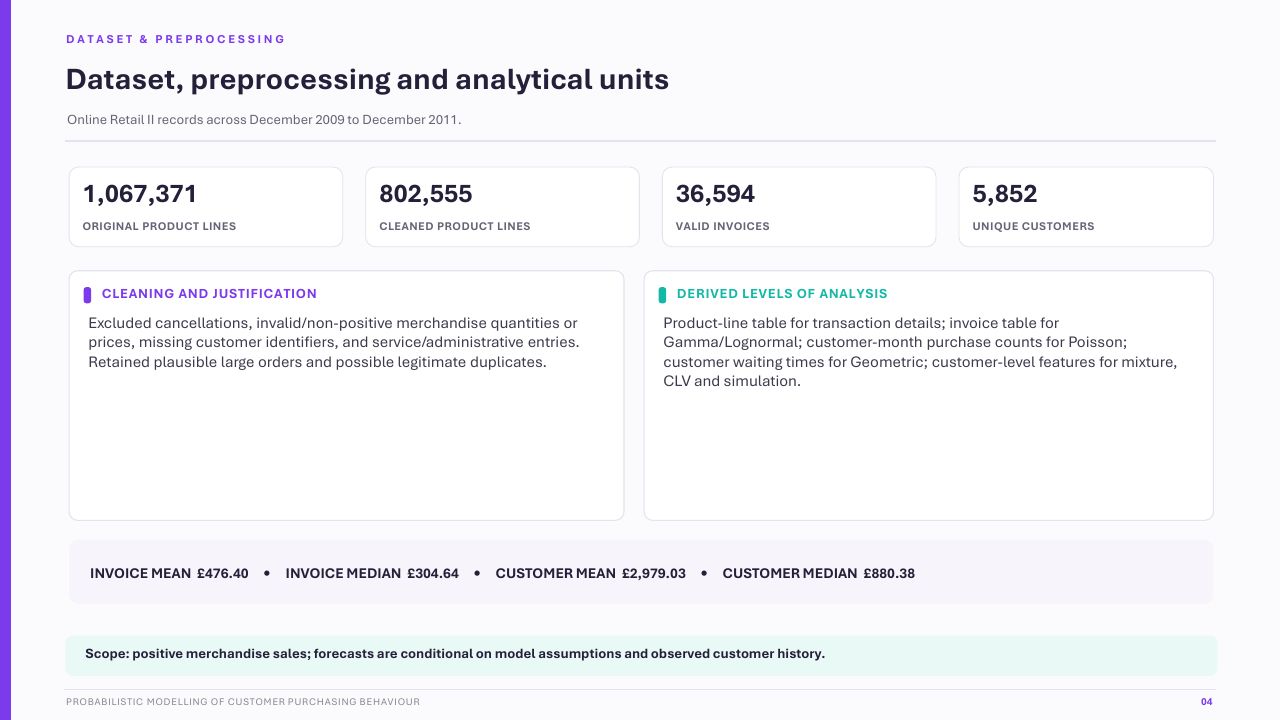 DATASET & PREPROCESSING
Dataset, preprocessing and analytical units
Online Retail II records across December 2009 to December 2011.
1,067,371
ORIGINAL PRODUCT LINES
802,555
CLEANED PRODUCT LINES
36,594
VALID INVOICES
5,852
UNIQUE CUSTOMERS
CLEANING AND JUSTIFICATION
Excluded cancellations, invalid/non-positive merchandise quantities or
prices, missing customer identifiers, and service/administrative entries.
Retained plausible large orders and possible legitimate duplicates.
DERIVED LEVELS OF ANALYSIS
Product-line table for transaction details; invoice table for
Gamma/Lognormal; customer-month purchase counts for Poisson;
customer waiting times for Geometric; customer-level features for mixture,
CLV and simulation.
INVOICE MEAN £476.40 • INVOICE MEDIAN £304.64 • CUSTOMER MEAN £2,979.03 • CUSTOMER MEDIAN £880.38
Scope: positive merchandise sales; forecasts are conditional on model assumptions and observed customer history.
PROBABILISTIC MODELLING OF CUSTOMER PURCHASING BEHAVIOUR
04